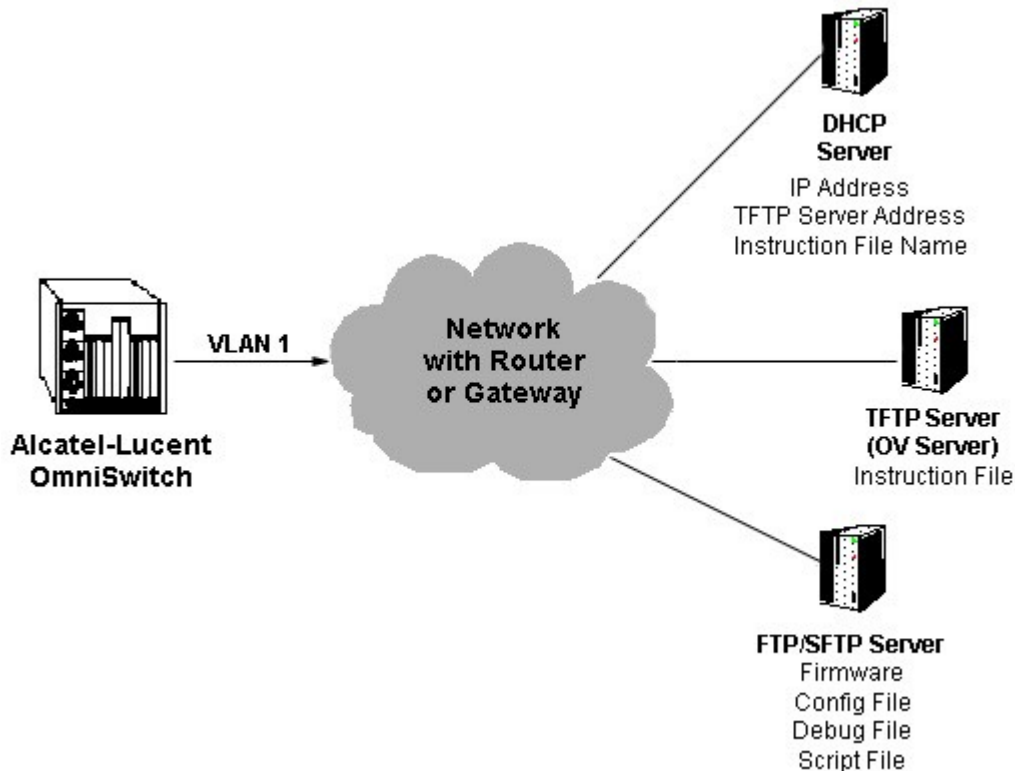 DHCP
Server
IP Address
TFTP Server Address
Instruction File Name
VLAN 1
Network
with Router
or Gateway
Alcatel-Lucent
OmniSwitch
TFTP Server
(OV Server)
Instruction File
FTP/SFTP Server
Firmware
Config File
Debug File
Script File